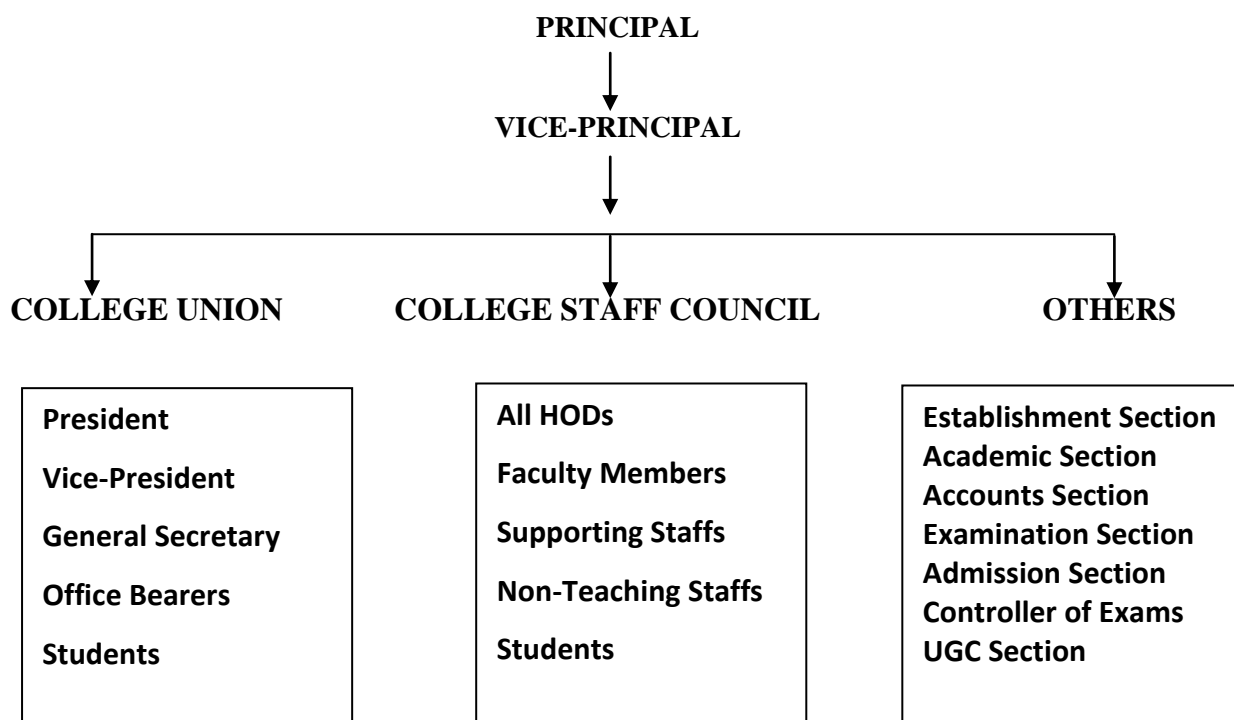 PRINCIPAL
VICE-PRINCIPAL
COLLEGE UNION
COLLEGE STAFF COUNCIL
OTHERS
President
Vice-President
General Secretary
Office Bearers
Students
All HODs
Faculty Members
Supporting Staffs
Non-Teaching Staffs
Students
Establishment Section
Academic Section
Accounts Section
Examination Section
Admission Section
Controller of Exams
UGC Section